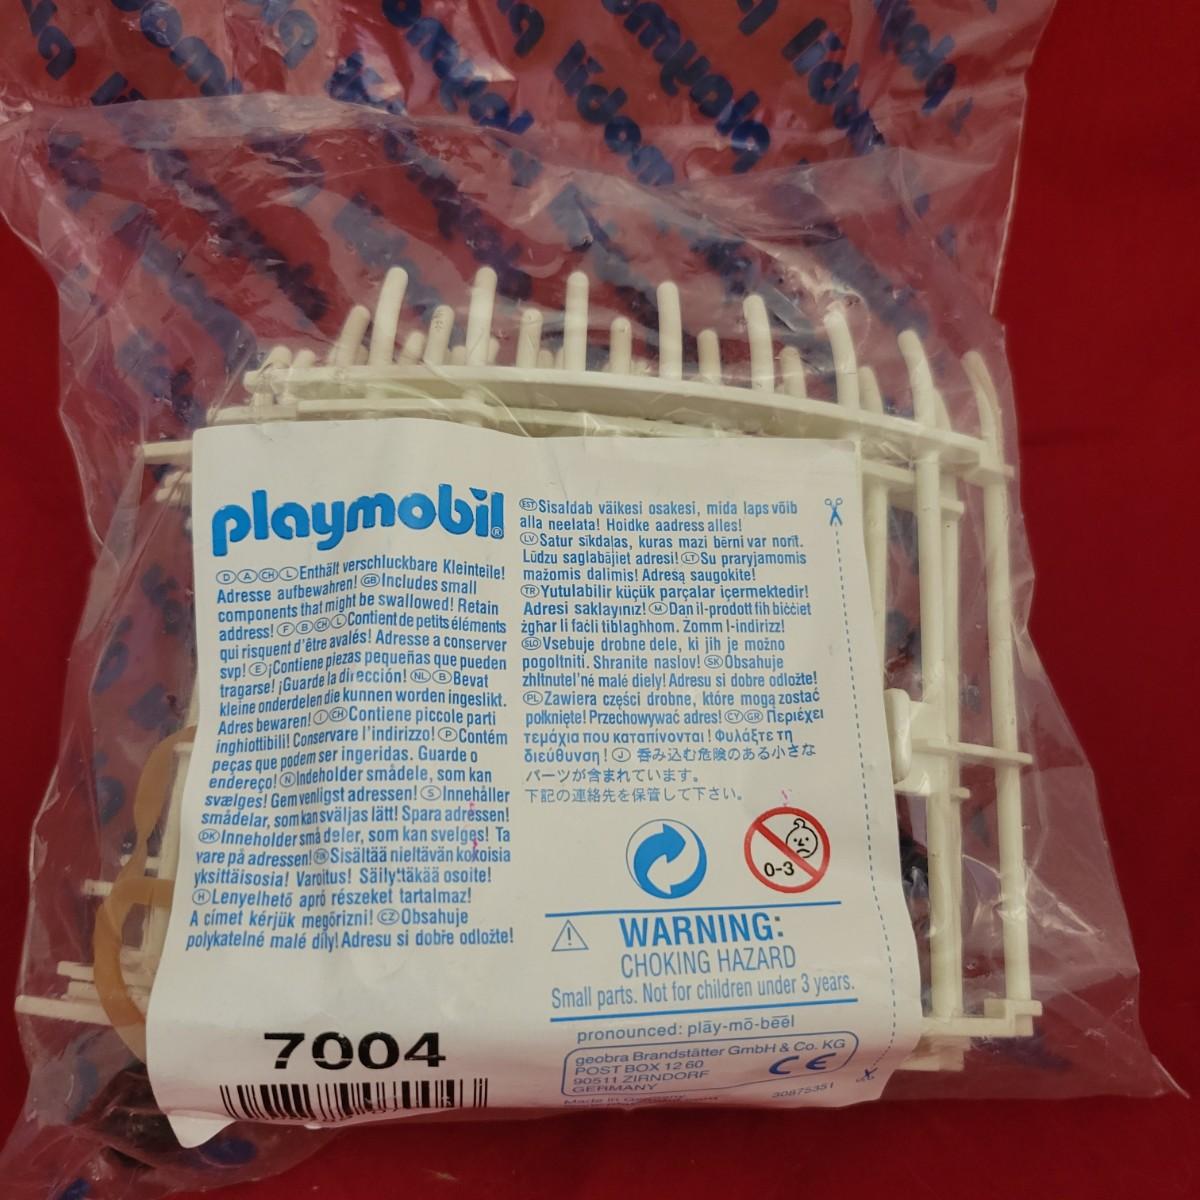 playmobil®
D A CH L Enthält verschluckbare Kleinteile!
Adresse aufbewahren! GB Includes small
components that might be swallowed! Retain
address! F B CH L Contient de petits éléments
qui risquent d'être avalés! Adresse a conserver
svp! E ¡Contiene piezas pequeñas que pueden
tragarse! ¡Guarde la dirección! NL B Bevat
kleine onderdelen die kunnen worden ingeslikt.
Adres bewaren! I CH Contiene piccole parti
inghiottibili! Conservare l'indirizzo! P Contém
peças que podem ser ingeridas. Guarde o
endereço! N Indeholder smådele, som kan
svælges! Gem venligst adressen! S Innehåller
smådelar, som kan sväljas lätt! Spara adressen!
DK Inneholder små deler, som kan svelges! Ta
vare på adressen! FIN Sisältää nieltävän kokoisia
yksittäisosia! Varoitus! Säilyttäkää osoite!
H Lenyelhető apró részeket tartalmaz!
A címet kérjük megőrizni! CZ Obsahuje
polykatelné malé díly! Adresu si dobře odložte!
EST Sisaldab väikesi osakesi, mida laps võib
alla neelata! Hoidke aadress alles!
LV Satur sīkdaļas, kuras mazi bērni var norīt.
Lūdzu saglabājiet adresi! LT Su praryjamomis
mažomis dalimis! Adresą saugokite!
TR Yutulabilir küçük parçalar içermektedir!
Adresi saklayınız! M Dan il-prodott fih biċċiet
żgħar li faċli tiblagħhom. Zomm l-indirizz!
SLO Vsebuje drobne dele, ki jih je možno
pogoltniti. Shranite naslov! SK Obsahuje
zhltnuteľné malé diely! Adresu si dobre odložte!
PL Zawiera części drobne, które mogą zostać
połknięte! Przechowywać adres! CY GR Περιέχει
τεμάχια που καταπίνονται! Φυλάξτε τη
διεύθυνση! J 呑み込む危険のある小さな
パーツが含まれています。
下記の連絡先を保管して下さい。
0-3
WARNING:
CHOKING HAZARD
Small parts. Not for children under 3 years.
pronounced: plāy-mō-bēēl
geobra Brandstätter GmbH & Co. KG
POST BOX 12 60
90511 ZIRNDORF
GERMANY
CE
Made in Germany
30875351
7004